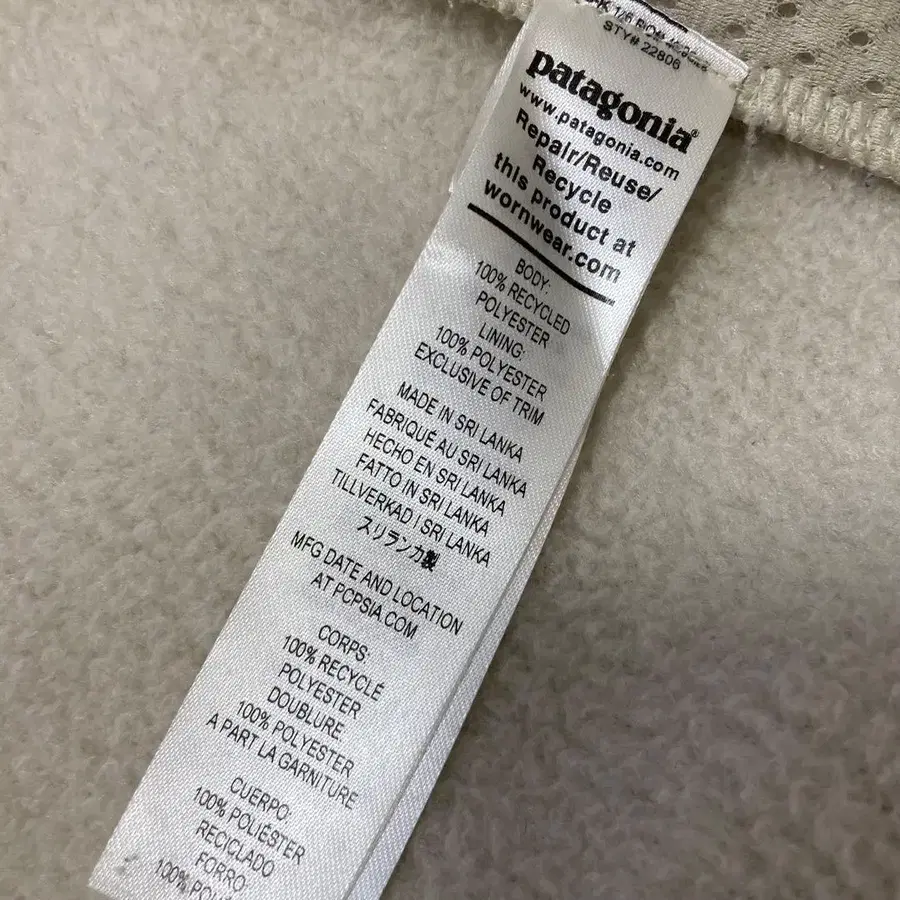 STY# 22806
patagonia®
www.patagonia.com
Repair/Reuse/
Recycle
this product at
wornwear.com
BODY:
100% RECYCLED
POLYESTER
LINING:
100% POLYESTER
EXCLUSIVE OF TRIM
MADE IN SRI LANKA
FABRIQUÉ AU SRI LANKA
HECHO EN SRI LANKA
FATTO IN SRI LANKA
TILLVERKAD I SRI LANKA
スリランカ製
MFG DATE AND LOCATION
AT PCPSIA.COM
CORPS:
100% RECYCLÉ
POLYESTER
DOUBLURE
100% POLYESTER
A PART LA GARNITURE
CUERPO:
100% POLIÉSTER
RECICLADO
FORRO:
100%